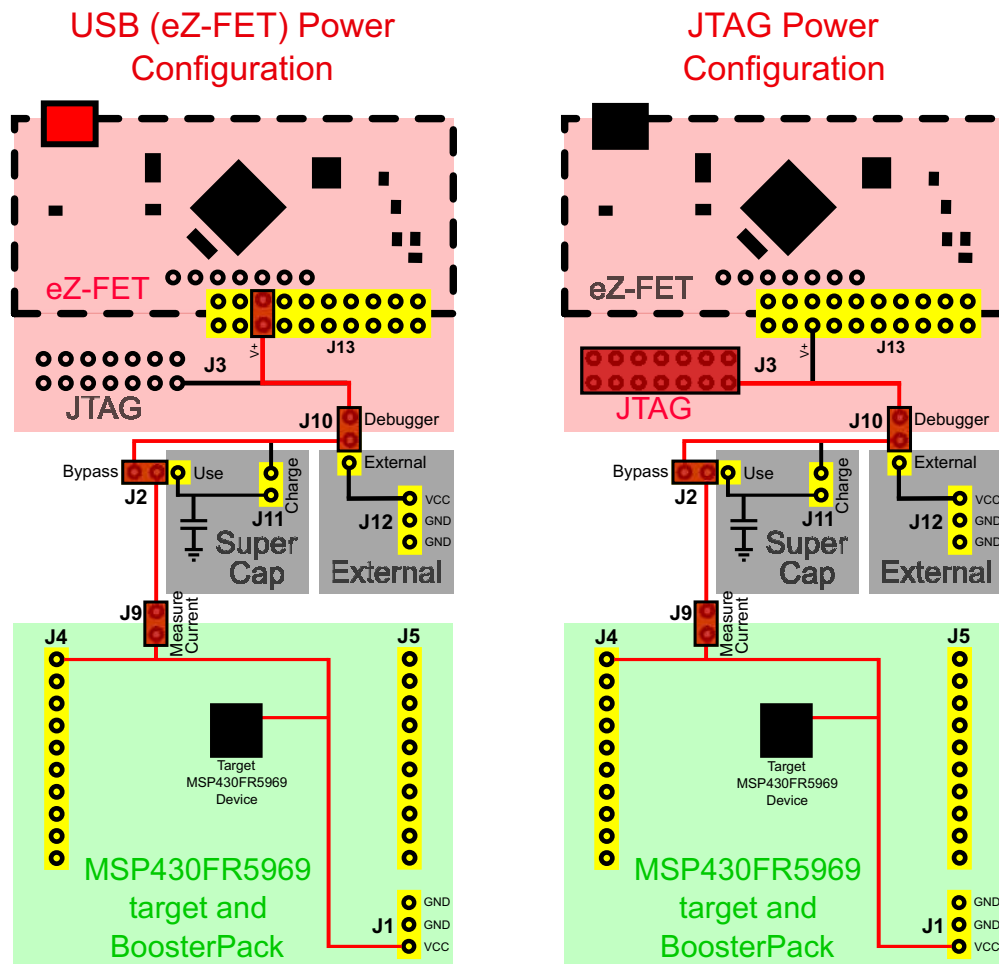 USB (eZ-FET) Power
Configuration
eZ-FET
V+
J13
J3
JTAG
J10
Debugger
Bypass
Use
External
J2
Charge
J11
VCC
J12
GND
GND
Super
Cap
External
J9
Measure
Current
J4
J5
Target
MSP430FR5969
Device
MSP430FR5969
target and
BoosterPack
GND
J1
GND
VCC
JTAG Power
Configuration
eZ-FET
V+
J13
J3
JTAG
J10
Debugger
Bypass
Use
External
J2
Charge
J11
VCC
J12
GND
GND
Super
Cap
External
J9
Measure
Current
J4
J5
Target
MSP430FR5969
Device
MSP430FR5969
target and
BoosterPack
GND
J1
GND
VCC